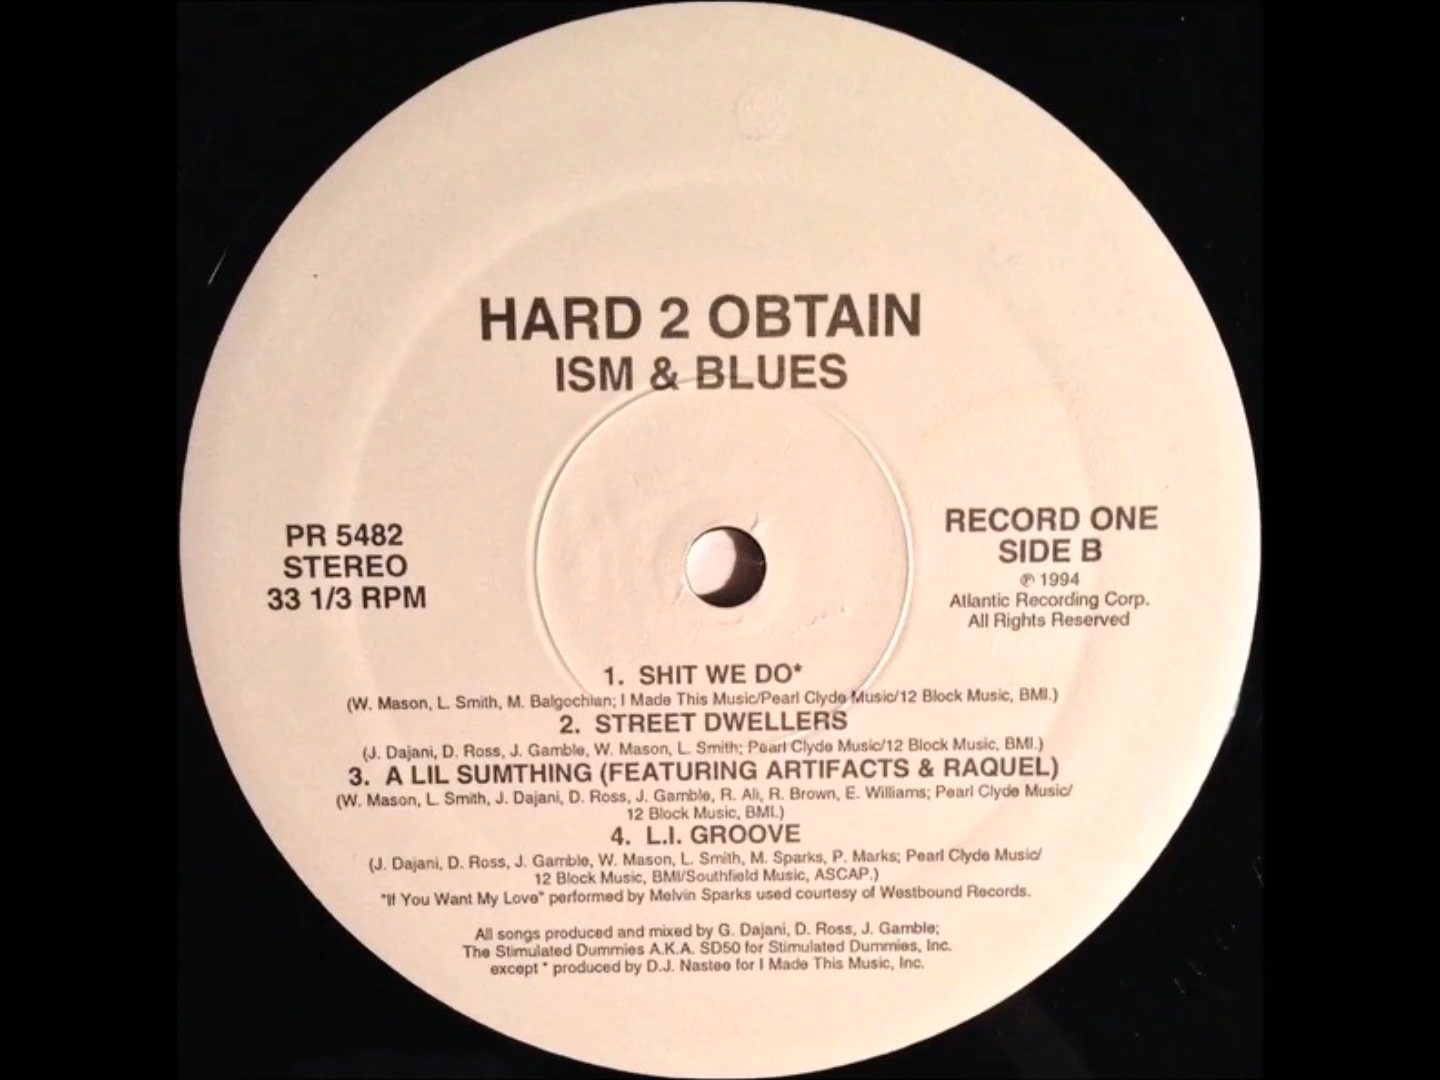 HARD 2 OBTAIN
ISM & BLUES
PR 5482
STEREO
33 1/3 RPM
RECORD ONE
SIDE B
℗ 1994
Atlantic Recording Corp.
All Rights Reserved
1. SHIT WE DO*
(W. Mason, L. Smith, M. Balgochian; I Made This Music/Pearl Clyde Music/12 Block Music, BMI.)
2. STREET DWELLERS
(J. Dajani, D. Ross, J. Gamble, W. Mason, L. Smith; Pearl Clyde Music/12 Block Music, BMI.)
3. A LIL SUMTHING (FEATURING ARTIFACTS & RAQUEL)
(W. Mason, L. Smith, J. Dajani, D. Ross, J. Gamble, R. Ali, R. Brown, E. Williams; Pearl Clyde Music/
12 Block Music, BMI.)
4. L.I. GROOVE
(J. Dajani, D. Ross, J. Gamble, W. Mason, L. Smith, M. Sparks, P. Marks; Pearl Clyde Music/
12 Block Music, BMI/Southfield Music, ASCAP.)
"If You Want My Love" performed by Melvin Sparks used courtesy of Westbound Records.
All songs produced and mixed by G. Dajani, D. Ross, J. Gamble;
The Stimulated Dummies A.K.A. SD50 for Stimulated Dummies, Inc.
except * produced by D.J. Nastee for I Made This Music, Inc.